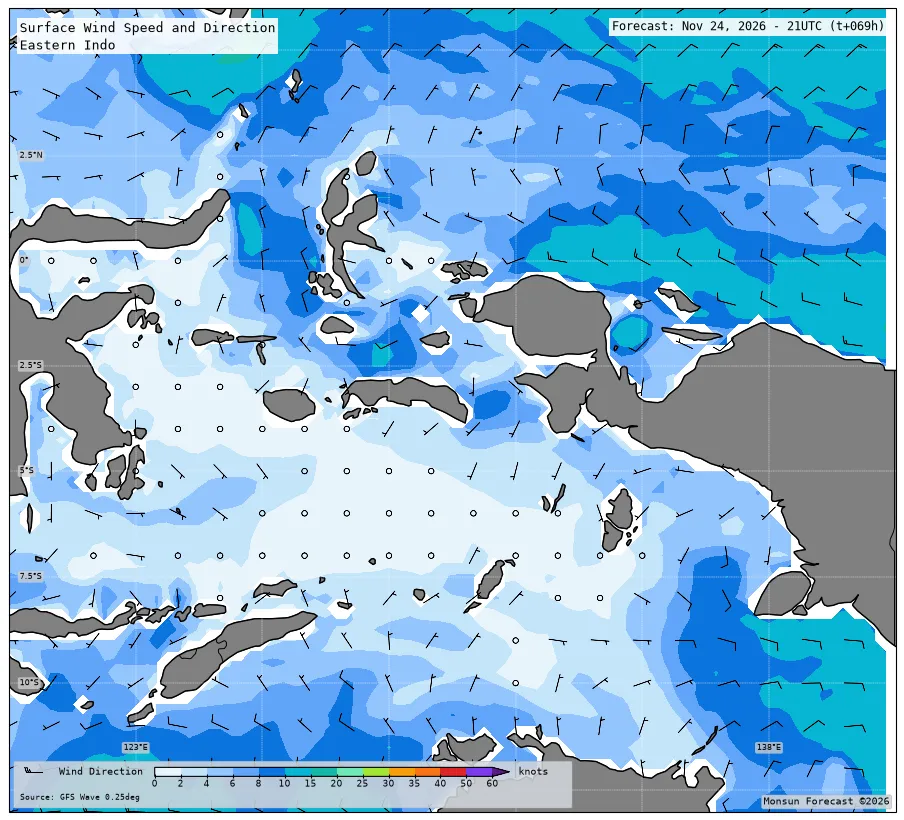 Surface Wind Speed and Direction
Eastern Indo
Forecast: Nov 24, 2026 - 21UTC (t+069h)
2.5°N
0°
2.5°S
5°S
7.5°S
10°S
123°E
138°E
Wind Direction
knots
0 2 4 6 8 10 15 20 25 30 35 40 50 60
Source: GFS Wave 0.25deg
Monsun Forecast ©2026